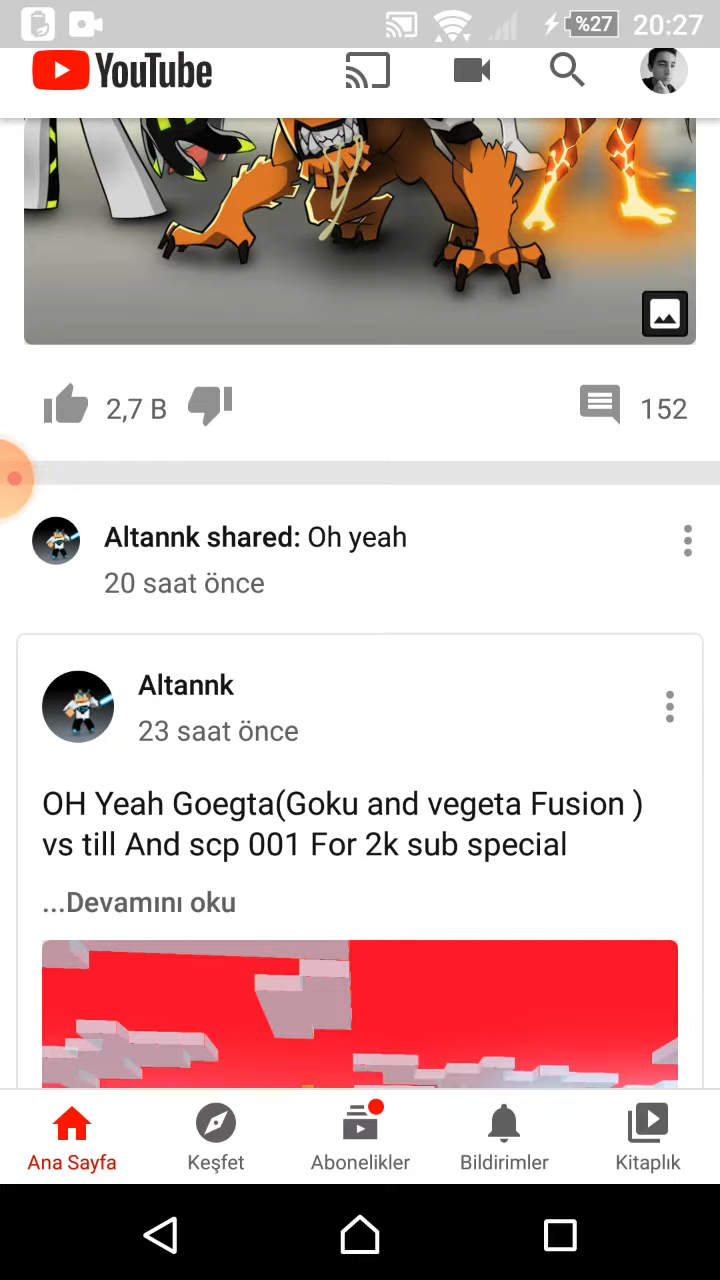 %27 20:27
YouTube
2,7 B
152
Altannk shared: Oh yeah
20 saat önce
Altannk
23 saat önce
OH Yeah Goegta(Goku and vegeta Fusion )
vs till And scp 001 For 2k sub special
...Devamını oku
Ana Sayfa
Keşfet
Abonelikler
Bildirimler
Kitaplık